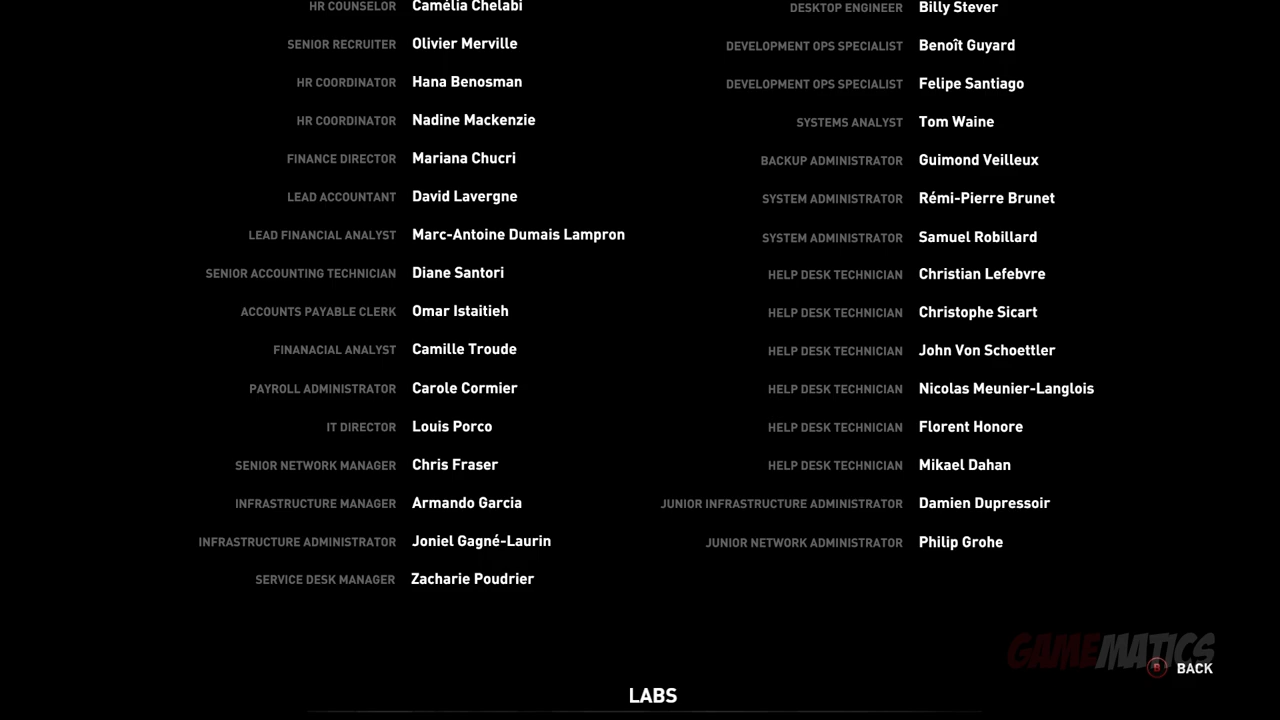 HR COUNSELOR Camélia Chelabi
SENIOR RECRUITER Olivier Merville
HR COORDINATOR Hana Benosman
HR COORDINATOR Nadine Mackenzie
FINANCE DIRECTOR Mariana Chucri
LEAD ACCOUNTANT David Lavergne
LEAD FINANCIAL ANALYST Marc-Antoine Dumais Lampron
SENIOR ACCOUNTING TECHNICIAN Diane Santori
ACCOUNTS PAYABLE CLERK Omar Istaitieh
FINANACIAL ANALYST Camille Troude
PAYROLL ADMINISTRATOR Carole Cormier
IT DIRECTOR Louis Porco
SENIOR NETWORK MANAGER Chris Fraser
INFRASTRUCTURE MANAGER Armando Garcia
INFRASTRUCTURE ADMINISTRATOR Joniel Gagné-Laurin
SERVICE DESK MANAGER Zacharie Poudrier
DESKTOP ENGINEER Billy Stever
DEVELOPMENT OPS SPECIALIST Benoît Guyard
DEVELOPMENT OPS SPECIALIST Felipe Santiago
SYSTEMS ANALYST Tom Waine
BACKUP ADMINISTRATOR Guimond Veilleux
SYSTEM ADMINISTRATOR Rémi-Pierre Brunet
SYSTEM ADMINISTRATOR Samuel Robillard
HELP DESK TECHNICIAN Christian Lefebvre
HELP DESK TECHNICIAN Christophe Sicart
HELP DESK TECHNICIAN John Von Schoettler
HELP DESK TECHNICIAN Nicolas Meunier-Langlois
HELP DESK TECHNICIAN Florent Honore
HELP DESK TECHNICIAN Mikael Dahan
JUNIOR INFRASTRUCTURE ADMINISTRATOR Damien Dupressoir
JUNIOR NETWORK ADMINISTRATOR Philip Grohe
GAMEMATICS
B BACK
LABS